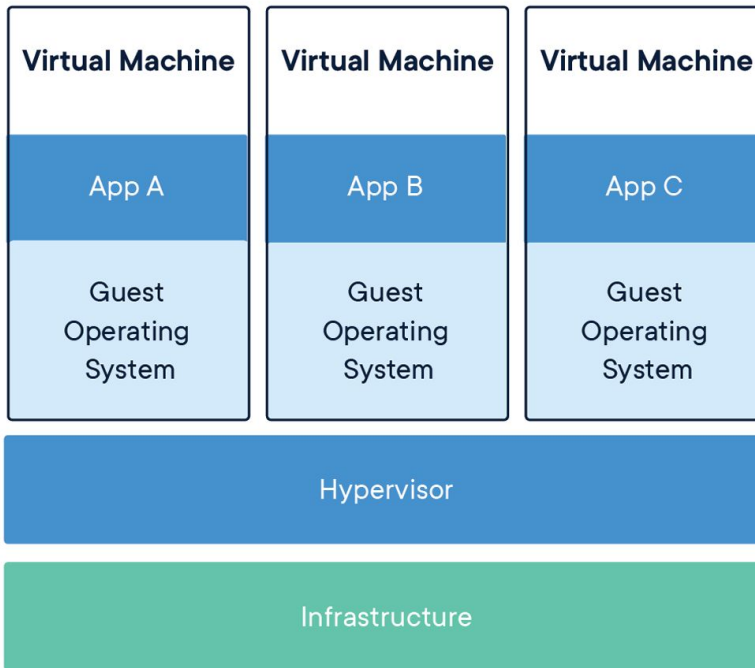 Virtual Machine
Virtual Machine
Virtual Machine
App A
App B
App C
Guest
Operating
System
Guest
Operating
System
Guest
Operating
System
Hypervisor
Infrastructure